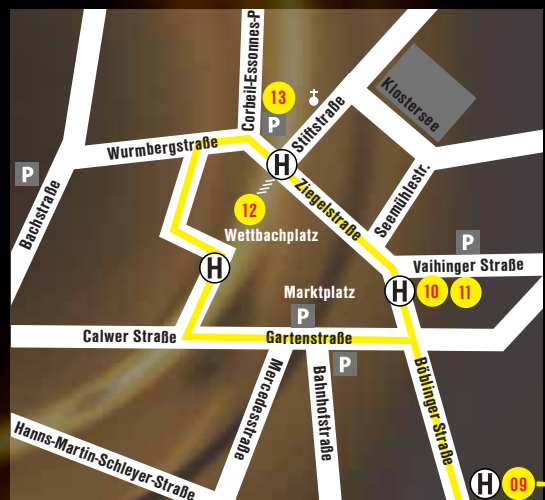 Corbeil-Essonnes-P
13
P
Klostersee
Stiftstraße
Wurmbergstraße
H
P
Bachstraße
12
Ziegelstraße
Seemühlestr.
Wettbachplatz
P
Vaihinger Straße
H
Marktplatz
H
10
11
P
Calwer Straße
Gartenstraße
P
Mercedesstraße
Bahnhofstraße
Böblinger Straße
Hanns-Martin-Schleyer-Straße
H
09